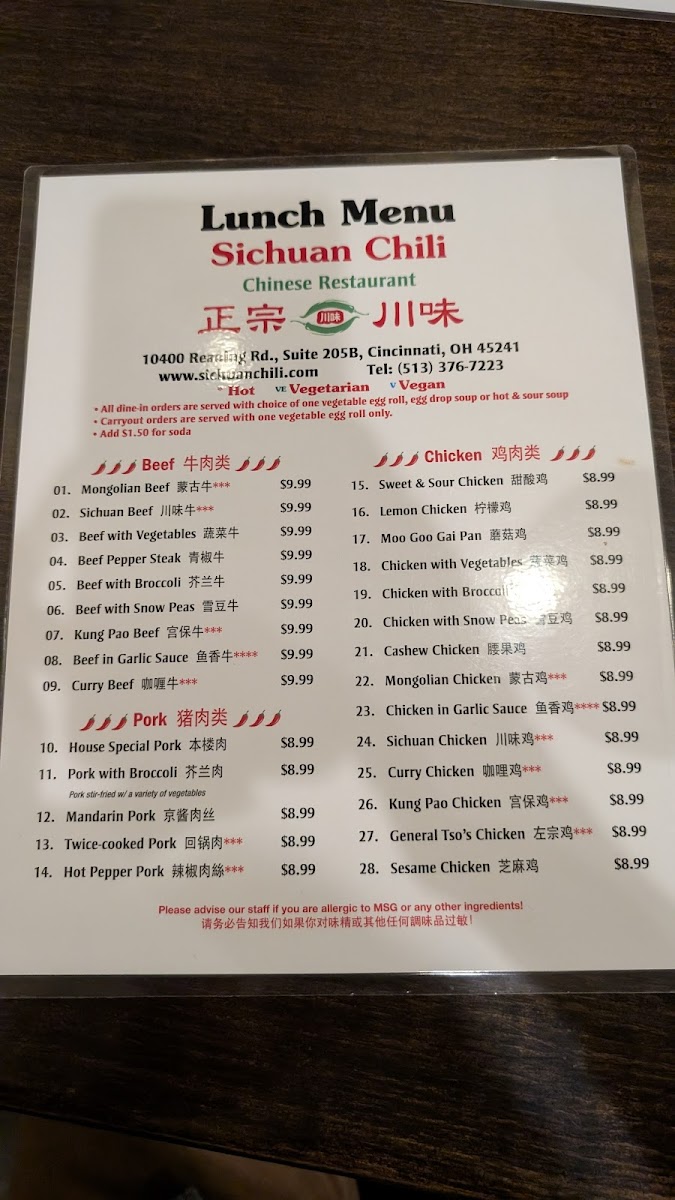 Lunch Menu
Sichuan Chili
Chinese Restaurant
正宗 川味 川味
10400 Reading Rd., Suite 205B, Cincinnati, OH 45241
www.sichuanchili.com Tel: (513) 376-7223
* Hot VE Vegetarian V Vegan
• All dine-in orders are served with choice of one vegetable egg roll, egg drop soup or hot & sour soup
• Carryout orders are served with one vegetable egg roll only.
• Add $1.50 for soda
Beef 牛肉类
01. Mongolian Beef 蒙古牛*** $9.99
02. Sichuan Beef 川味牛*** $9.99
03. Beef with Vegetables 蔬菜牛 $9.99
04. Beef Pepper Steak 青椒牛 $9.99
05. Beef with Broccoli 芥兰牛 $9.99
06. Beef with Snow Peas 雪豆牛 $9.99
07. Kung Pao Beef 宫保牛*** $9.99
08. Beef in Garlic Sauce 鱼香牛**** $9.99
09. Curry Beef 咖喱牛*** $9.99
Pork 猪肉类
10. House Special Pork 本楼肉 $8.99
11. Pork with Broccoli 芥兰肉 $8.99
Pork stir-fried w/ a variety of vegetables
12. Mandarin Pork 京酱肉丝 $8.99
13. Twice-cooked Pork 回锅肉*** $8.99
14. Hot Pepper Pork 辣椒肉絲*** $8.99
Chicken 鸡肉类
15. Sweet & Sour Chicken 甜酸鸡 $8.99
16. Lemon Chicken 柠檬鸡 $8.99
17. Moo Goo Gai Pan 蘑菇鸡 $8.99
18. Chicken with Vegetables 蔬菜鸡 $8.99
19. Chicken with Broccoli $8.99
20. Chicken with Snow Peas 雪豆鸡 $8.99
21. Cashew Chicken 腰果鸡 $8.99
22. Mongolian Chicken 蒙古鸡*** $8.99
23. Chicken in Garlic Sauce 鱼香鸡**** $8.99
24. Sichuan Chicken 川味鸡*** $8.99
25. Curry Chicken 咖哩鸡*** $8.99
26. Kung Pao Chicken 宫保鸡*** $8.99
27. General Tso's Chicken 左宗鸡*** $8.99
28. Sesame Chicken 芝麻鸡 $8.99
Please advise our staff if you are allergic to MSG or any other ingredients!
请务必告知我们如果你对味精或其他任何調味品过敏!